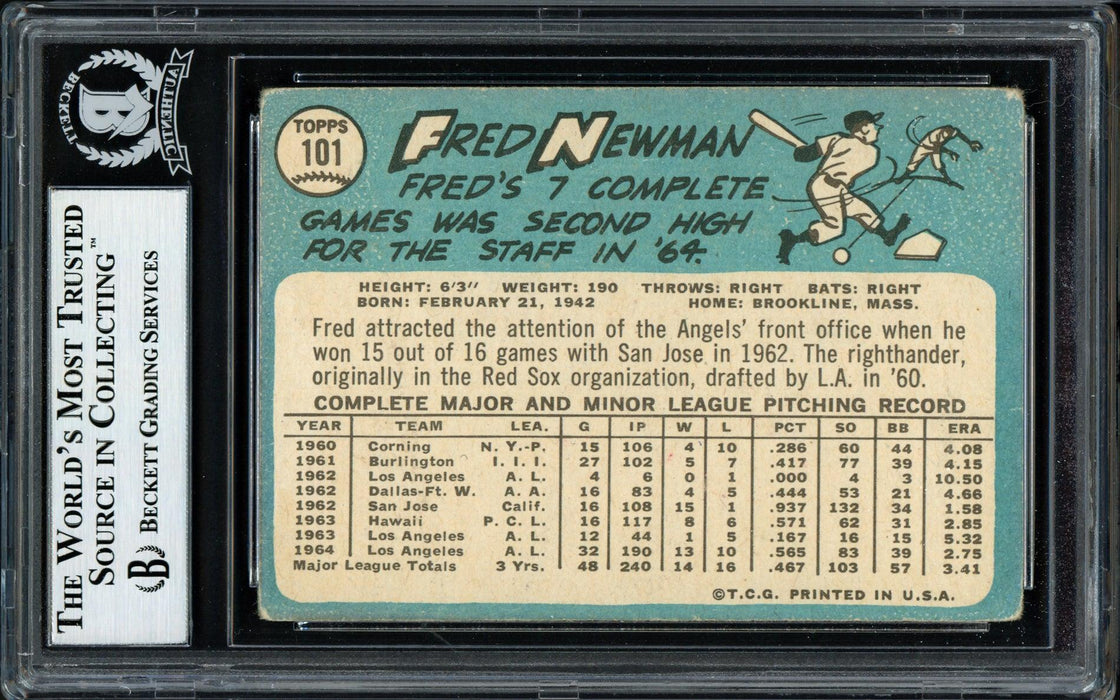 BECKETT
B
AUTHENTIC
THE WORLD'S MOST TRUSTED
SOURCE IN COLLECTING™
B BECKETT GRADING SERVICES
TOPPS
101
FRED NEWMAN
FRED'S 7 COMPLETE
GAMES WAS SECOND HIGH
FOR THE STAFF IN '64.
HEIGHT: 6'3" WEIGHT: 190 THROWS: RIGHT BATS: RIGHT
BORN: FEBRUARY 21, 1942 HOME: BROOKLINE, MASS.
Fred attracted the attention of the Angels' front office when he
won 15 out of 16 games with San Jose in 1962. The righthander,
originally in the Red Sox organization, drafted by L.A. in '60.
COMPLETE MAJOR AND MINOR LEAGUE PITCHING RECORD
YEAR TEAM LEA. G IP W L PCT SO BB ERA
1960 Corning N. Y.-P. 15 106 4 10 .286 60 44 4.08
1961 Burlington I. I. I. 27 102 5 7 .417 77 39 4.15
1962 Los Angeles A. L. 4 6 0 1 .000 4 3 10.50
1962 Dallas-Ft. W. A. A. 16 83 4 5 .444 53 21 4.66
1962 San Jose Calif. 16 108 15 1 .937 132 34 1.58
1963 Hawaii P. C. L. 16 117 8 6 .571 62 31 2.85
1963 Los Angeles A. L. 12 44 1 5 .167 16 15 5.32
1964 Los Angeles A. L. 32 190 13 10 .565 83 39 2.75
Major League Totals 3 Yrs. 48 240 14 16 .467 103 57 3.41
©T.C.G. PRINTED IN U.S.A.